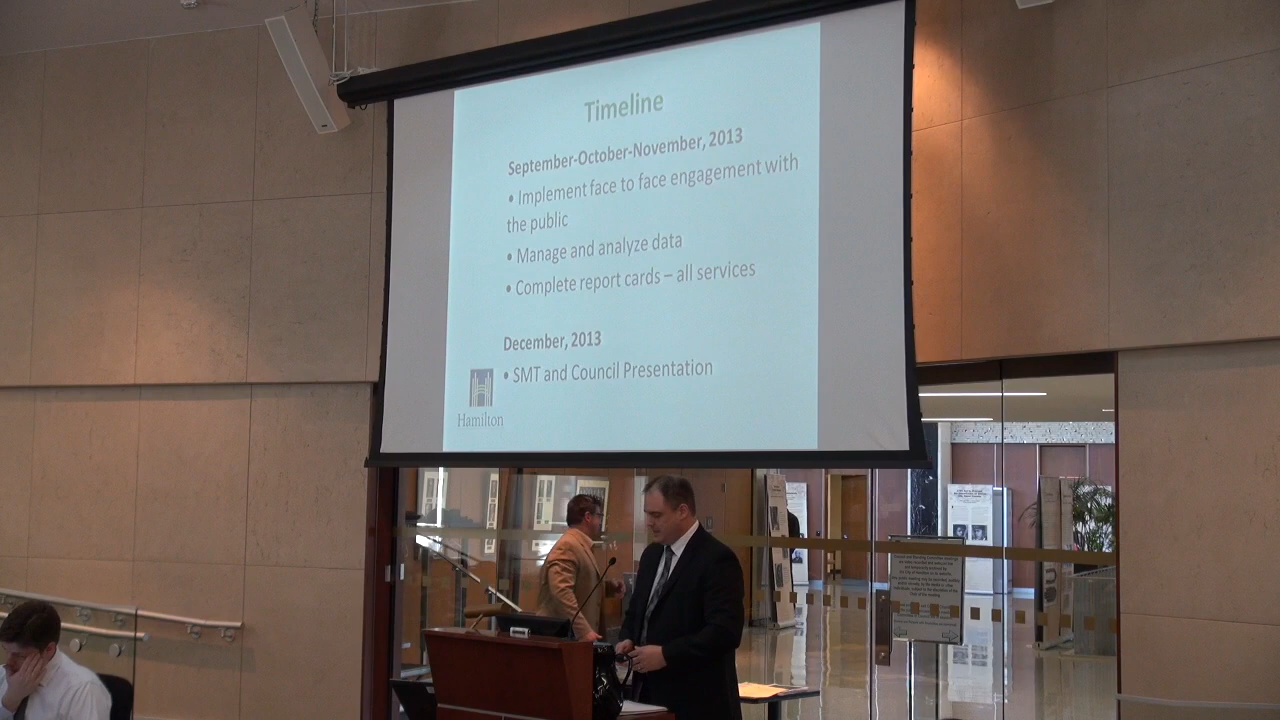 Timeline
September-October-November, 2013
• Implement face to face engagement with
the public
• Manage and analyze data
• Complete report cards – all services
December, 2013
• SMT and Council Presentation
Hamilton